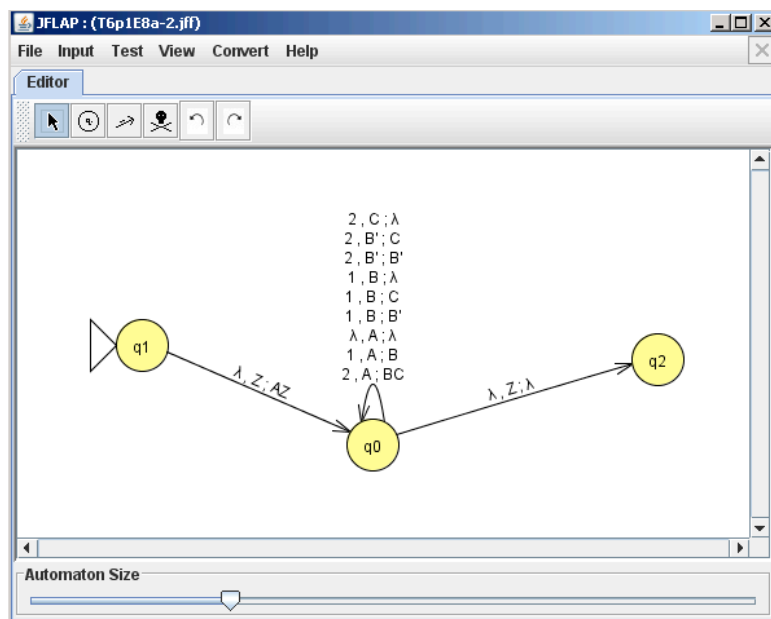 JFLAP : (T6p1E8a-2.jff)
File Input Test View Convert Help
Editor
2 , C ; λ
2 , B' ; C
2 , B' ; B'
1 , B ; λ
1 , B ; C
1 , B ; B'
λ , A ; λ
1 , A ; B
2 , A ; BC
q1
λ , Z ; AZ
q0
λ , Z ; λ
q2
Automaton Size